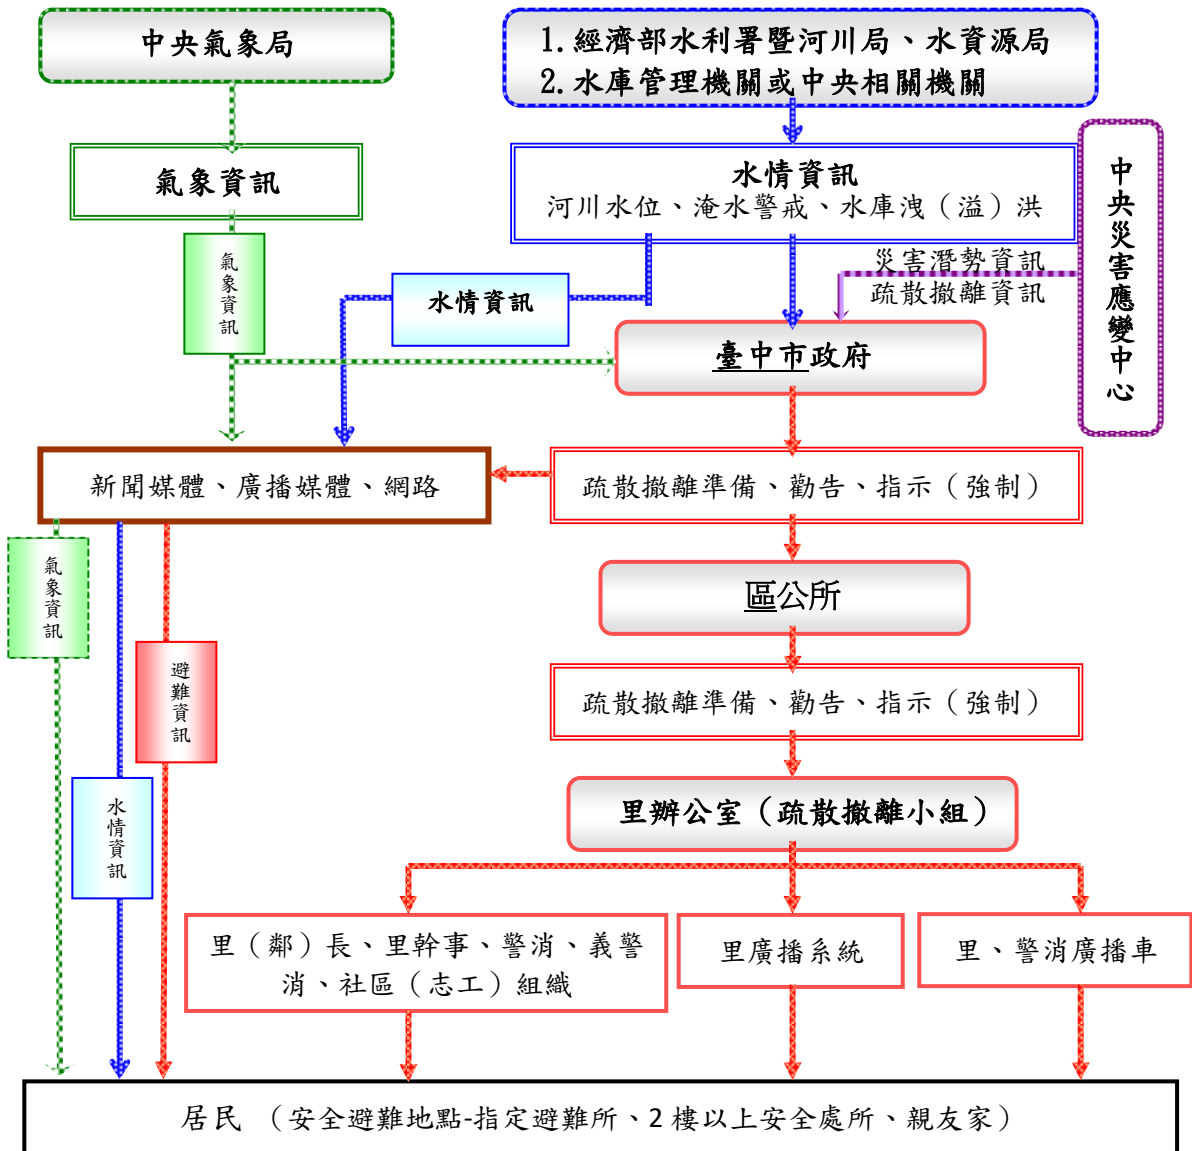 中央氣象局
1. 經濟部水利署暨河川局、水資源局
2. 水庫管理機關或中央相關機關
中央災害應變中心
氣象資訊
水情資訊
河川水位、淹水警戒、水庫洩（溢）洪
氣象資訊
水情資訊
災害潛勢資訊
疏散撤離資訊
臺中市政府
新聞媒體、廣播媒體、網路
疏散撤離準備、勸告、指示（強制）
氣象資訊
區公所
避難資訊
疏散撤離準備、勸告、指示（強制）
水情資訊
里辦公室（疏散撤離小組）
里（鄰）長、里幹事、警消、義警
消、社區（志工）組織
里廣播系統
里、警消廣播車
居民 （安全避難地點-指定避難所、2 樓以上安全處所、親友家）